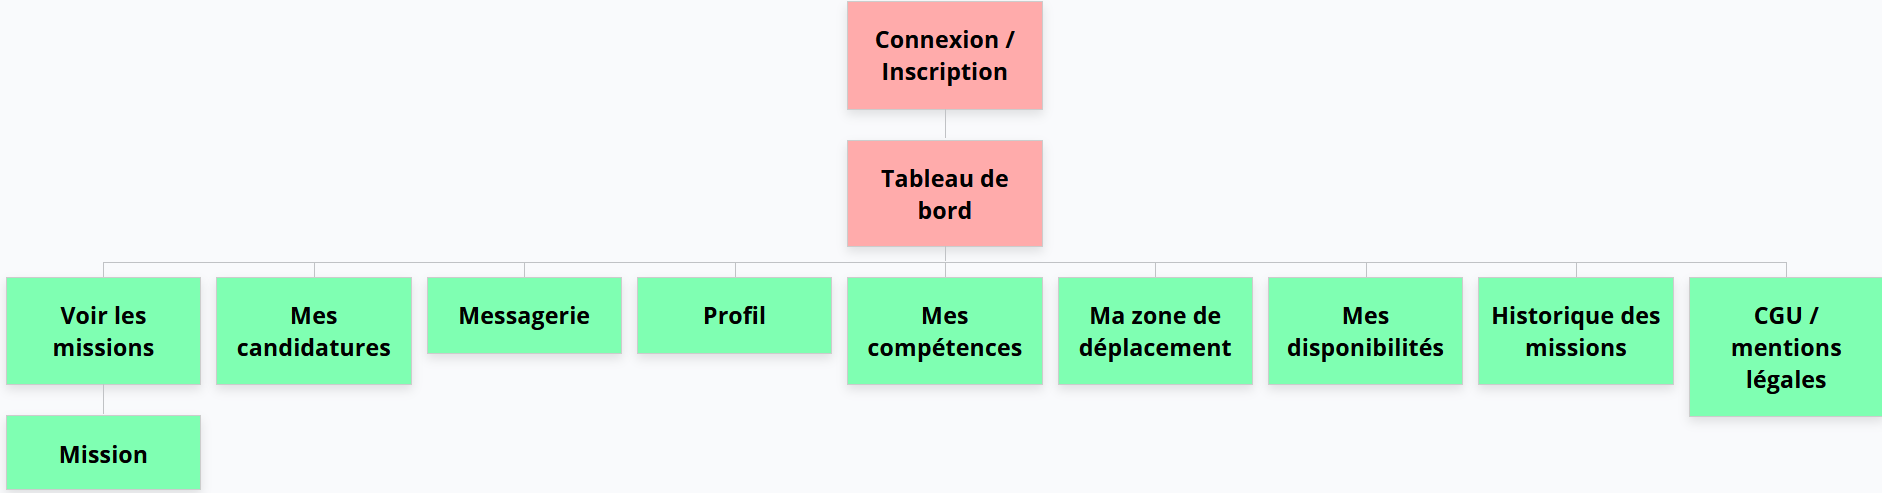 Connexion /
Inscription
Tableau de
bord
Voir les
missions
Mes
candidatures
Messagerie
Profil
Mes
compétences
Ma zone de
déplacement
Mes
disponibilités
Historique des
missions
CGU /
mentions
légales
Mission